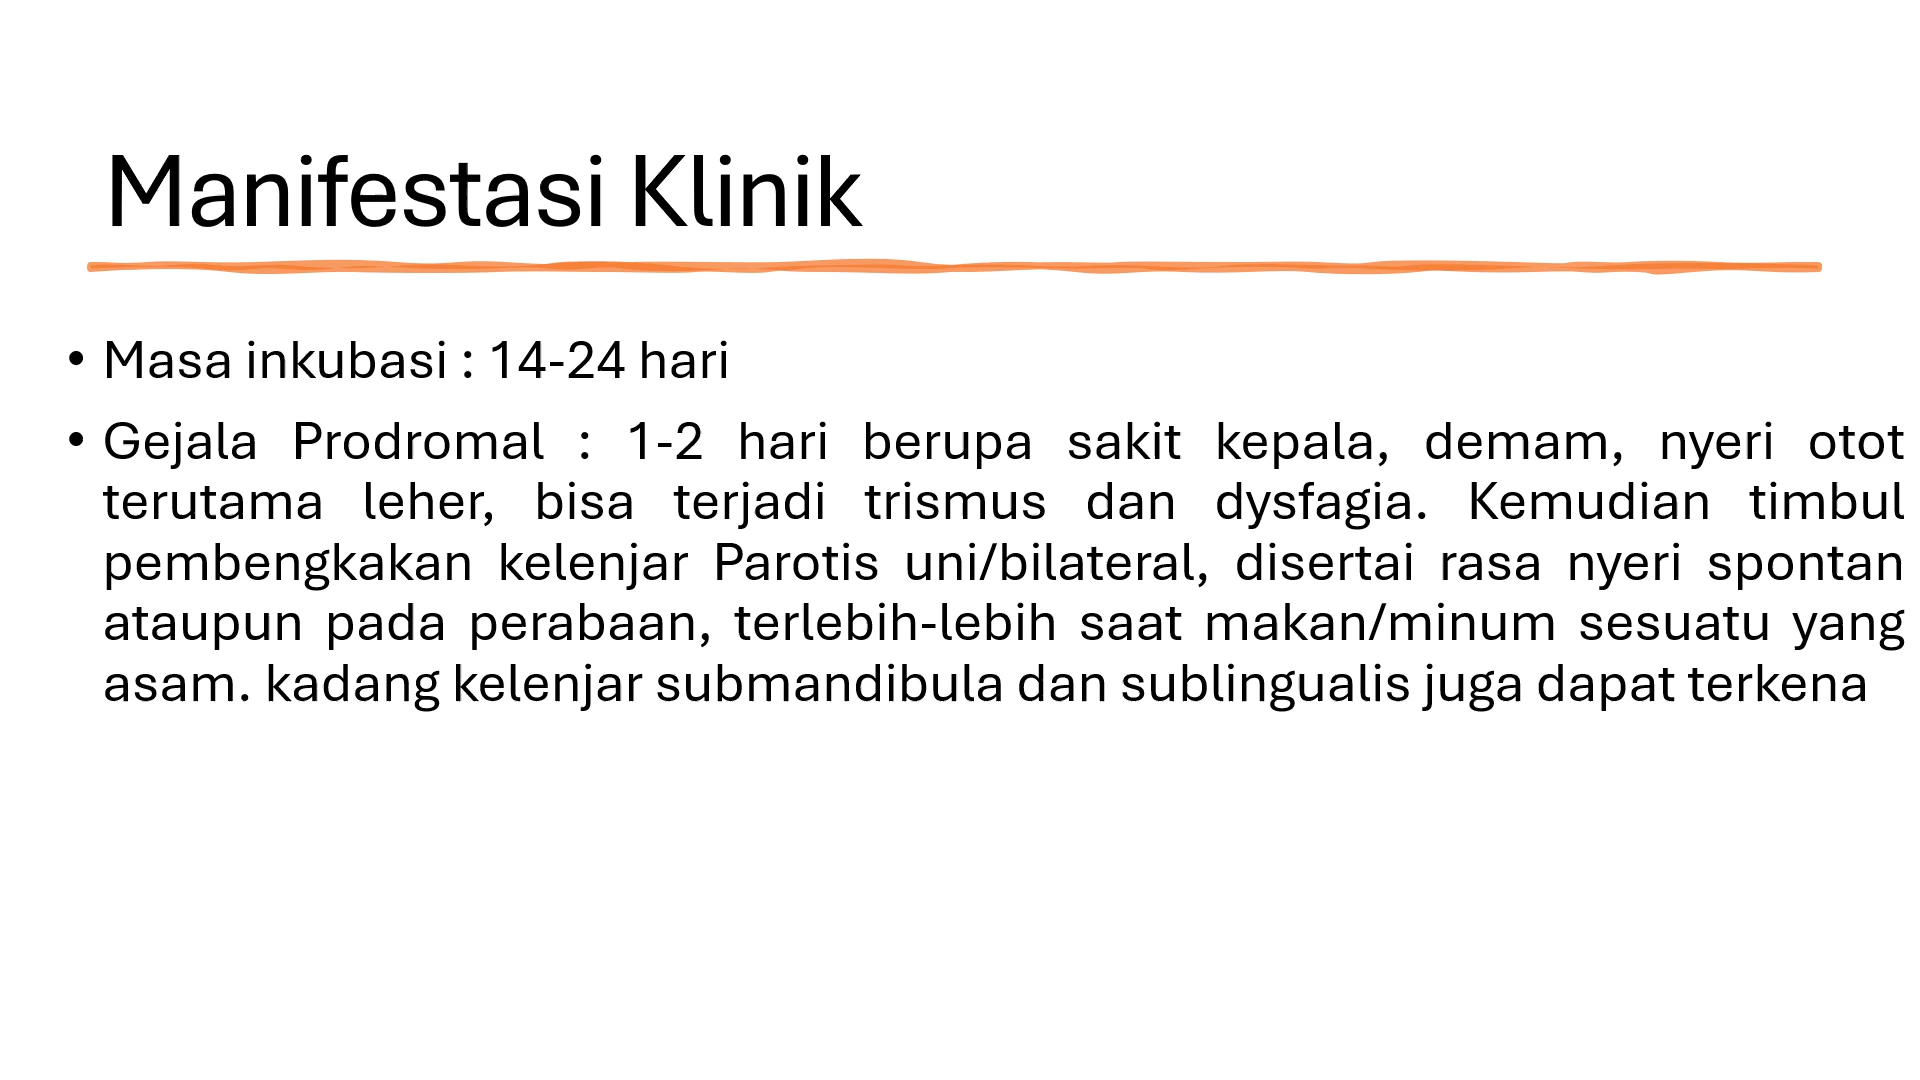 Manifestasi Klinik
• Masa inkubasi : 14-24 hari
• Gejala Prodromal : 1-2 hari berupa sakit kepala, demam, nyeri otot
terutama leher, bisa terjadi trismus dan dysfagia. Kemudian timbul
pembengkakan kelenjar Parotis uni/bilateral, disertai rasa nyeri spontan
ataupun pada perabaan, terlebih-lebih saat makan/minum sesuatu yang
asam. kadang kelenjar submandibula dan sublingualis juga dapat terkena